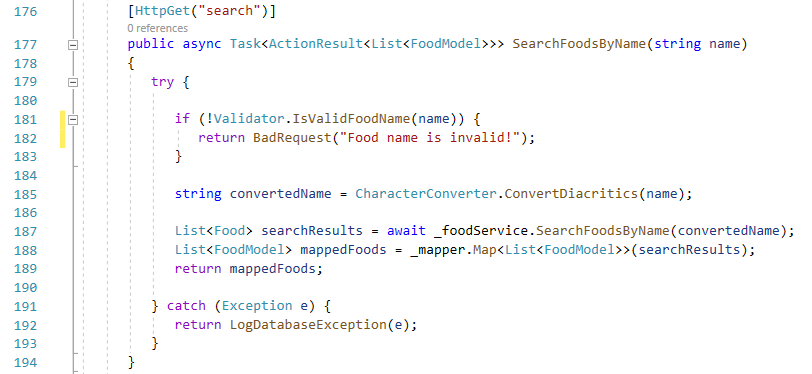 176 [HttpGet("search")]
0 references
177 public async Task<ActionResult<List<FoodModel>>> SearchFoodsByName(string name)
178 {
179 try {
180
181 if (!Validator.IsValidFoodName(name)) {
182 return BadRequest("Food name is invalid!");
183 }
184
185 string convertedName = CharacterConverter.ConvertDiacritics(name);
186
187 List<Food> searchResults = await _foodService.SearchFoodsByName(convertedName);
188 List<FoodModel> mappedFoods = _mapper.Map<List<FoodModel>>(searchResults);
189 return mappedFoods;
190
191 } catch (Exception e) {
192 return LogDatabaseException(e);
193 }
194 }